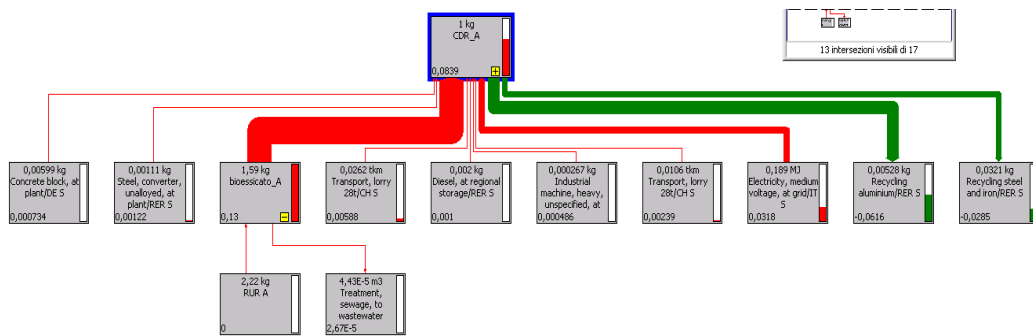 1 kg
CDR_A
0,0839
13 intersezioni visibili di 17
0,00599 kg
Concrete block, at
plant/DE S
0,000734
0,00111 kg
Steel, converter,
unalloyed, at
plant/RER S
0,00122
1,59 kg
bioessicato_A
0,13
0,0262 tkm
Transport, lorry
28t/CH S
0,00588
0,002 kg
Diesel, at regional
storage/RER S
0,001
0,000267 kg
Industrial
machine, heavy,
unspecified, at
0,000486
0,0106 tkm
Transport, lorry
28t/CH S
0,00239
0,189 MJ
Electricity, medium
voltage, at grid/IT
S
0,0318
0,00528 kg
Recycling
aluminium/RER S
-0,0616
0,0321 kg
Recycling steel
and iron/RER S
-0,0285
2,22 kg
RUR A
0
4,43E-5 m3
Treatment,
sewage, to
wastewater
2,67E-5